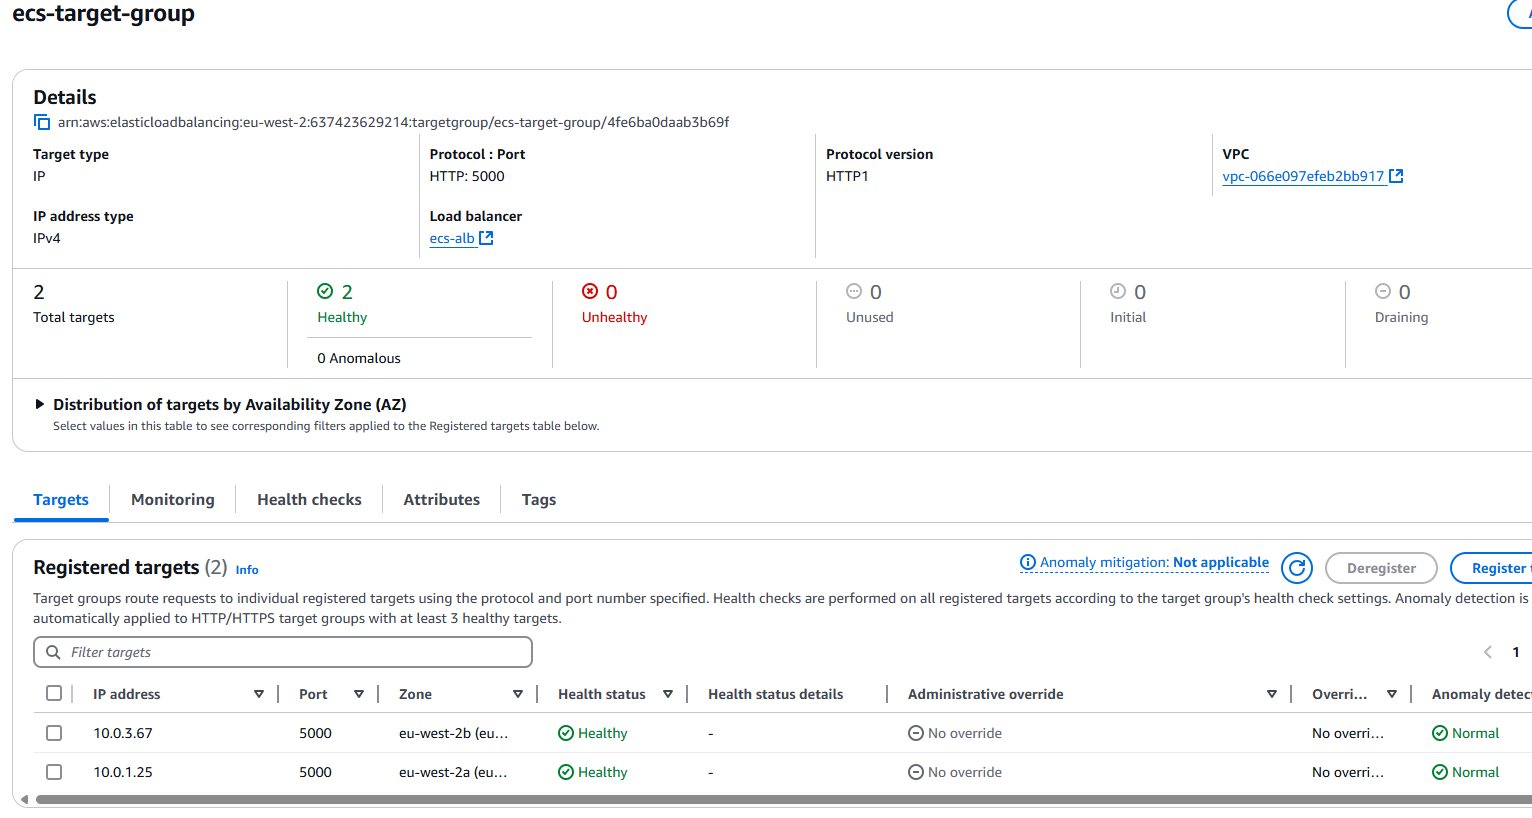 ecs-target-group
Details
arn:aws:elasticloadbalancing:eu-west-2:637423629214:targetgroup/ecs-target-group/4fe6ba0daab3b69f
Target type
IP
Protocol : Port
HTTP: 5000
Protocol version
HTTP1
VPC
vpc-066e097efeb2bb917
IP address type
IPv4
Load balancer
ecs-alb
2
Total targets
2
Healthy
0 Anomalous
0
Unhealthy
0
Unused
0
Initial
0
Draining
Distribution of targets by Availability Zone (AZ)
Select values in this table to see corresponding filters applied to the Registered targets table below.
Targets Monitoring Health checks Attributes Tags
Registered targets (2) Info
Anomaly mitigation: Not applicable
Deregister
Register
Target groups route requests to individual registered targets using the protocol and port number specified. Health checks are performed on all registered targets according to the target group's health check settings. Anomaly detection is
automatically applied to HTTP/HTTPS target groups with at least 3 healthy targets.
Filter targets
1
IP address Port Zone Health status Health status details Administrative override Overri... Anomaly detec
10.0.3.67 5000 eu-west-2b (eu... Healthy - No override No overri... Normal
10.0.1.25 5000 eu-west-2a (eu... Healthy - No override No overri... Normal